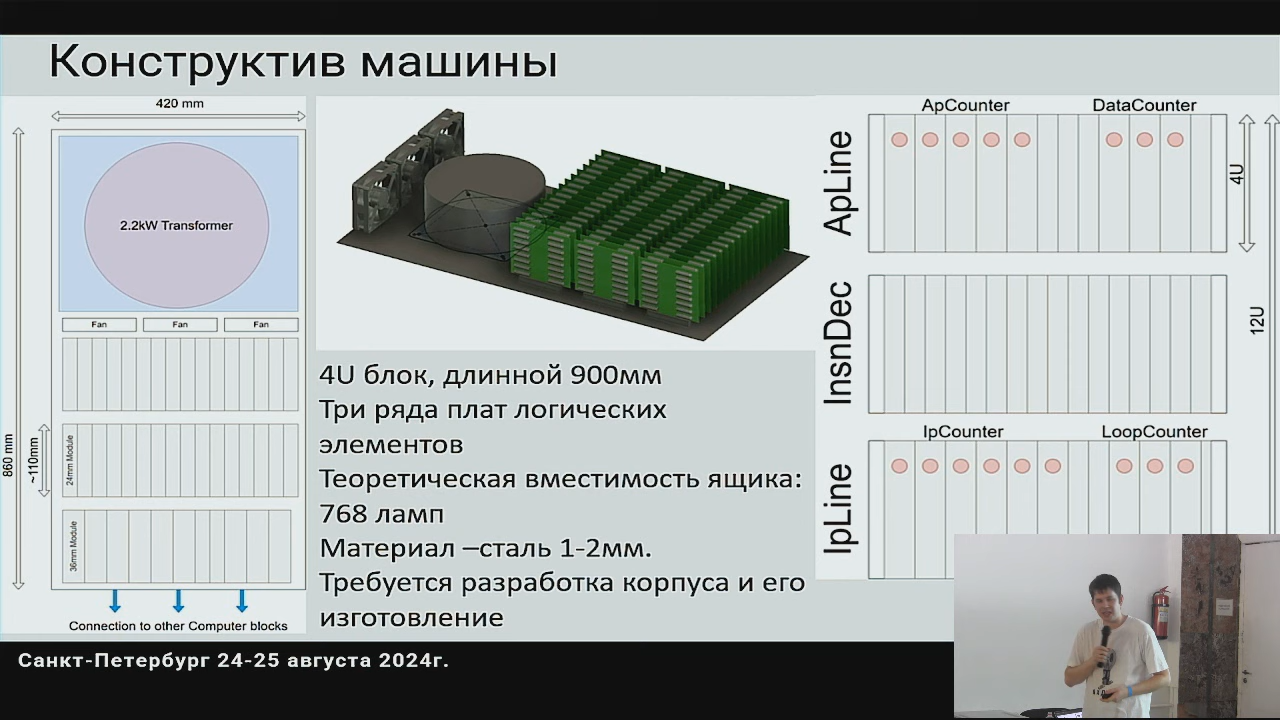 Конструктив машины
420 mm
2.2kW Transformer
Fan
Fan
Fan
860 mm
~110mm
24mm Module
36mm Module
Connection to other Computer blocks
4U блок, длинной 900мм
Три ряда плат логических
элементов
Теоретическая вместимость ящика:
768 ламп
Материал –сталь 1-2мм.
Требуется разработка корпуса и его
изготовление
ApCounter
DataCounter
ApLine
4U
InsnDec
12U
IpCounter
LoopCounter
IpLine
Санкт-Петербург 24-25 августа 2024г.